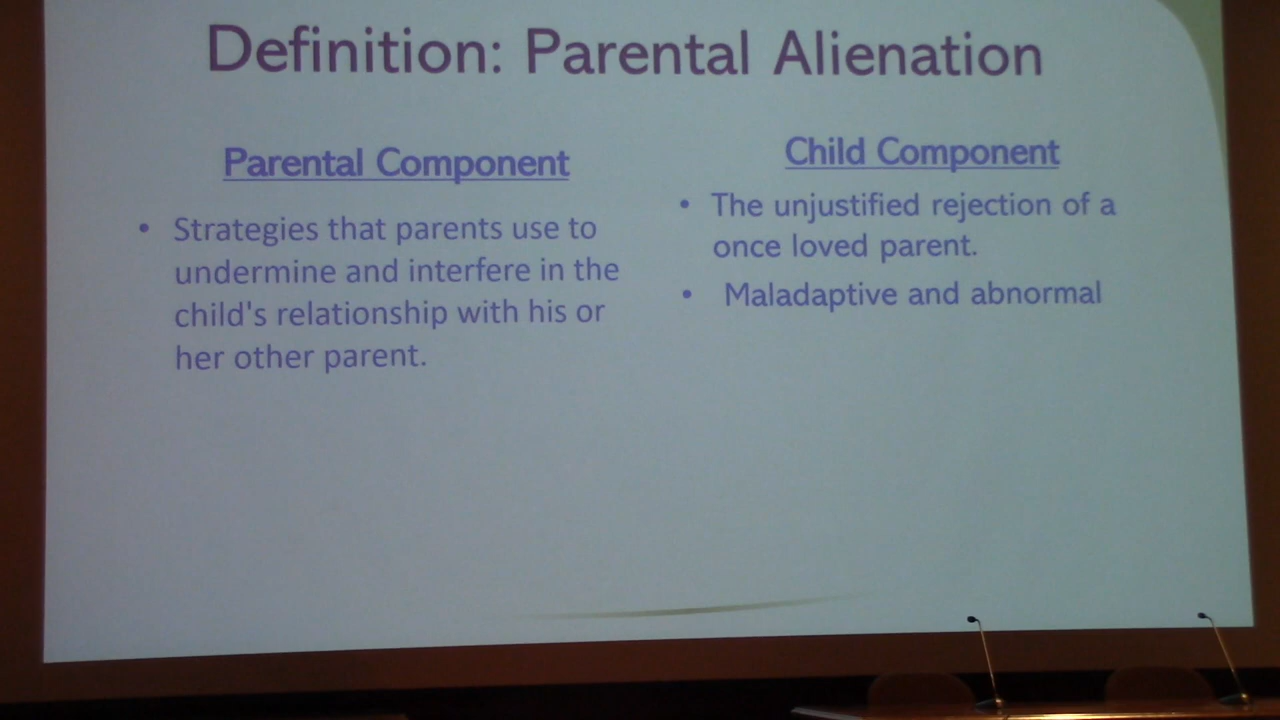 Definition: Parental Alienation
Parental Component
• Strategies that parents use to
undermine and interfere in the
child's relationship with his or
her other parent.
Child Component
• The unjustified rejection of a
once loved parent.
• Maladaptive and abnormal